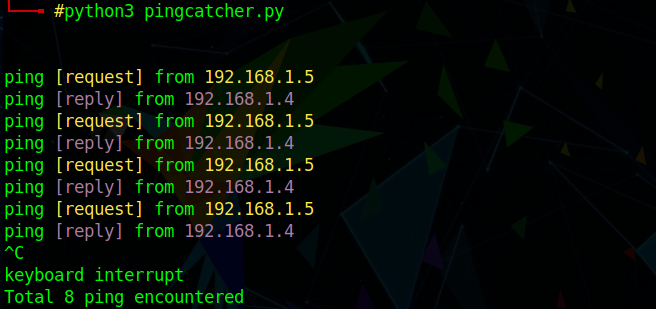 #python3 pingcatcher.py
ping [request] from 192.168.1.5
ping [reply] from 192.168.1.4
ping [request] from 192.168.1.5
ping [reply] from 192.168.1.4
ping [request] from 192.168.1.5
ping [reply] from 192.168.1.4
ping [request] from 192.168.1.5
ping [reply] from 192.168.1.4
^C
keyboard interrupt
Total 8 ping encountered